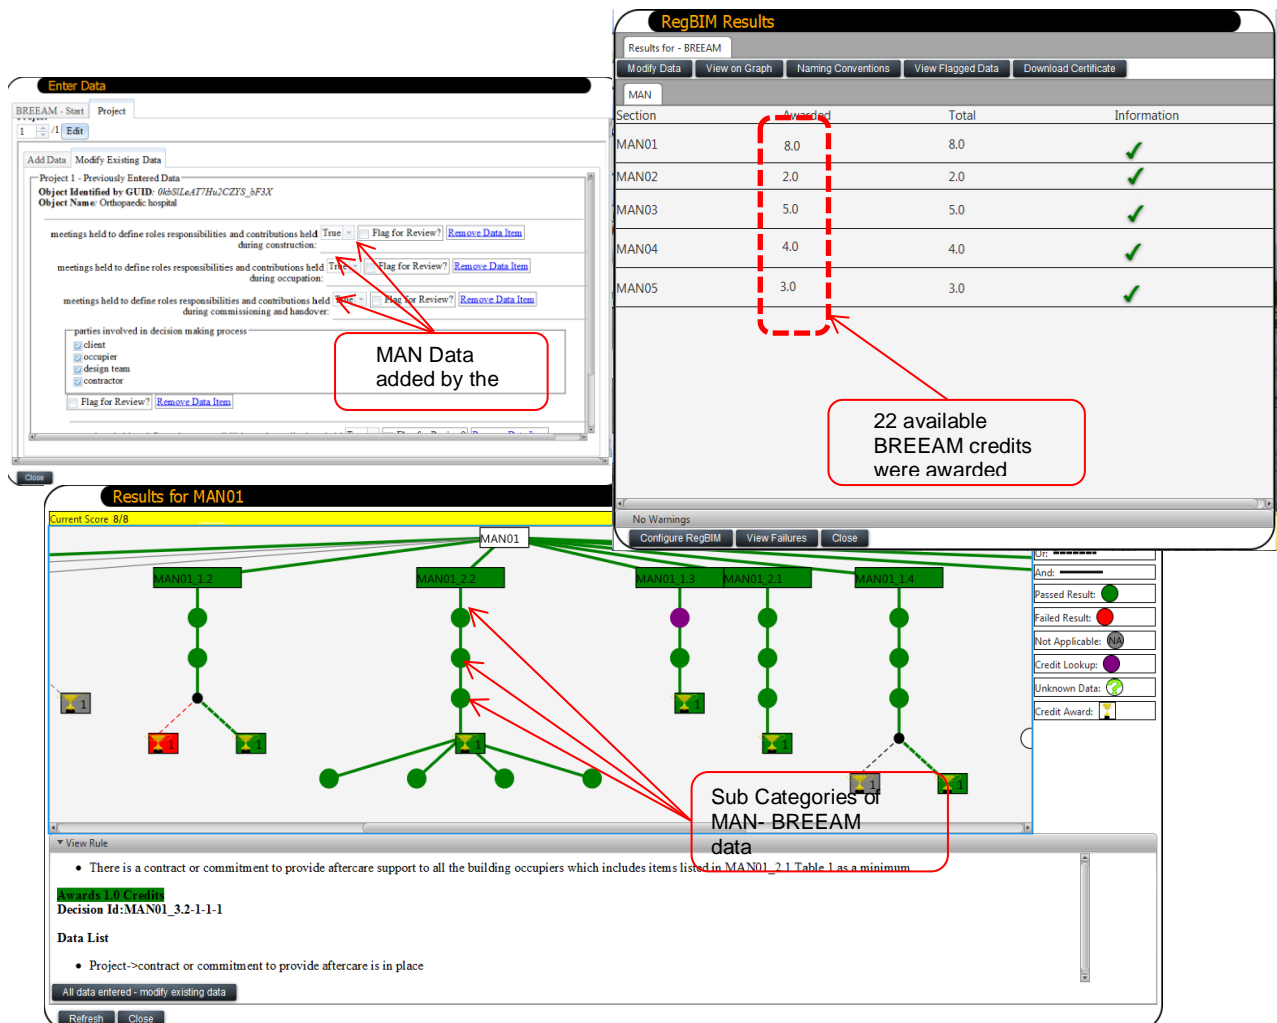 Enter Data
BREEAM - Start Project
1 /1 Edit
Add Data Modify Existing Data
Project 1 - Previously Entered Data
Object Identified by GUID: 0kbSlLeAT7Hu2CZYS_bF3X
Object Name: Orthopaedic hospital
meetings held to define roles responsibilities and contributions held True Flag for Review? Remove Data Item
during construction:
meetings held to define roles responsibilities and contributions held True Flag for Review? Remove Data Item
during occupation:
meetings held to define roles responsibilities and contributions held True Flag for Review? Remove Data Item
during commissioning and handover:
parties involved in decision making process
client
occupier
design team
contractor
Flag for Review? Remove Data Item
MAN Data
added by the
Close
RegBIM Results
Results for - BREEAM
Modify Data View on Graph Naming Conventions View Flagged Data Download Certificate
MAN
Section Awarded Total Information
MAN01 8.0 8.0
MAN02 2.0 2.0
MAN03 5.0 5.0
MAN04 4.0 4.0
MAN05 3.0 3.0
22 available
BREEAM credits
were awarded
No Warnings
Configure RegBIM View Failures Close
Results for MAN01
Current Score 8/8
MAN01
MAN01_1.2 MAN01_2.2 MAN01_1.3 MAN01_2.1 MAN01_1.4
1
1 1 1 1 1
1 1
Or:
And:
Passed Result:
Failed Result:
Not Applicable: NA
Credit Lookup:
Unknown Data: ?
Credit Award:
Sub Categories of
MAN- BREEAM
data
View Rule
• There is a contract or commitment to provide aftercare support to all the building occupiers which includes items listed in MAN01_2.1 Table 1 as a minimum
Awards 1.0 Credits
Decision Id:MAN01_3.2-1-1-1
Data List
• Project->contract or commitment to provide aftercare is in place
All data entered - modify existing data
Refresh Close